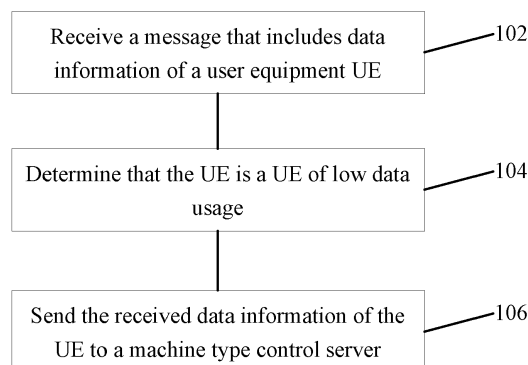 Receive a message that includes data
information of a user equipment UE
102
Determine that the UE is a UE of low data
usage
104
Send the received data information of the
UE to a machine type control server
106